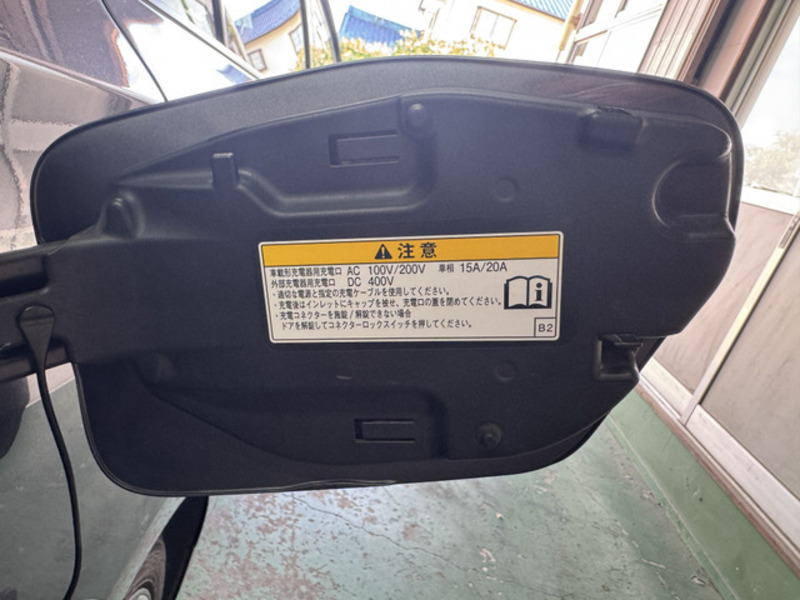 注意
車載形充電器用充電口 AC 100V/200V 単相 15A/20A
外部充電器用充電口 DC 400V
・適切な電源と指定の充電ケーブルを使用してください。
・充電後はインレットにキャップを被せ、充電口の蓋を閉めてください。
・充電コネクターを施錠/解錠できない場合
ドアを解錠してコネクターロックスイッチを押してください。
B2